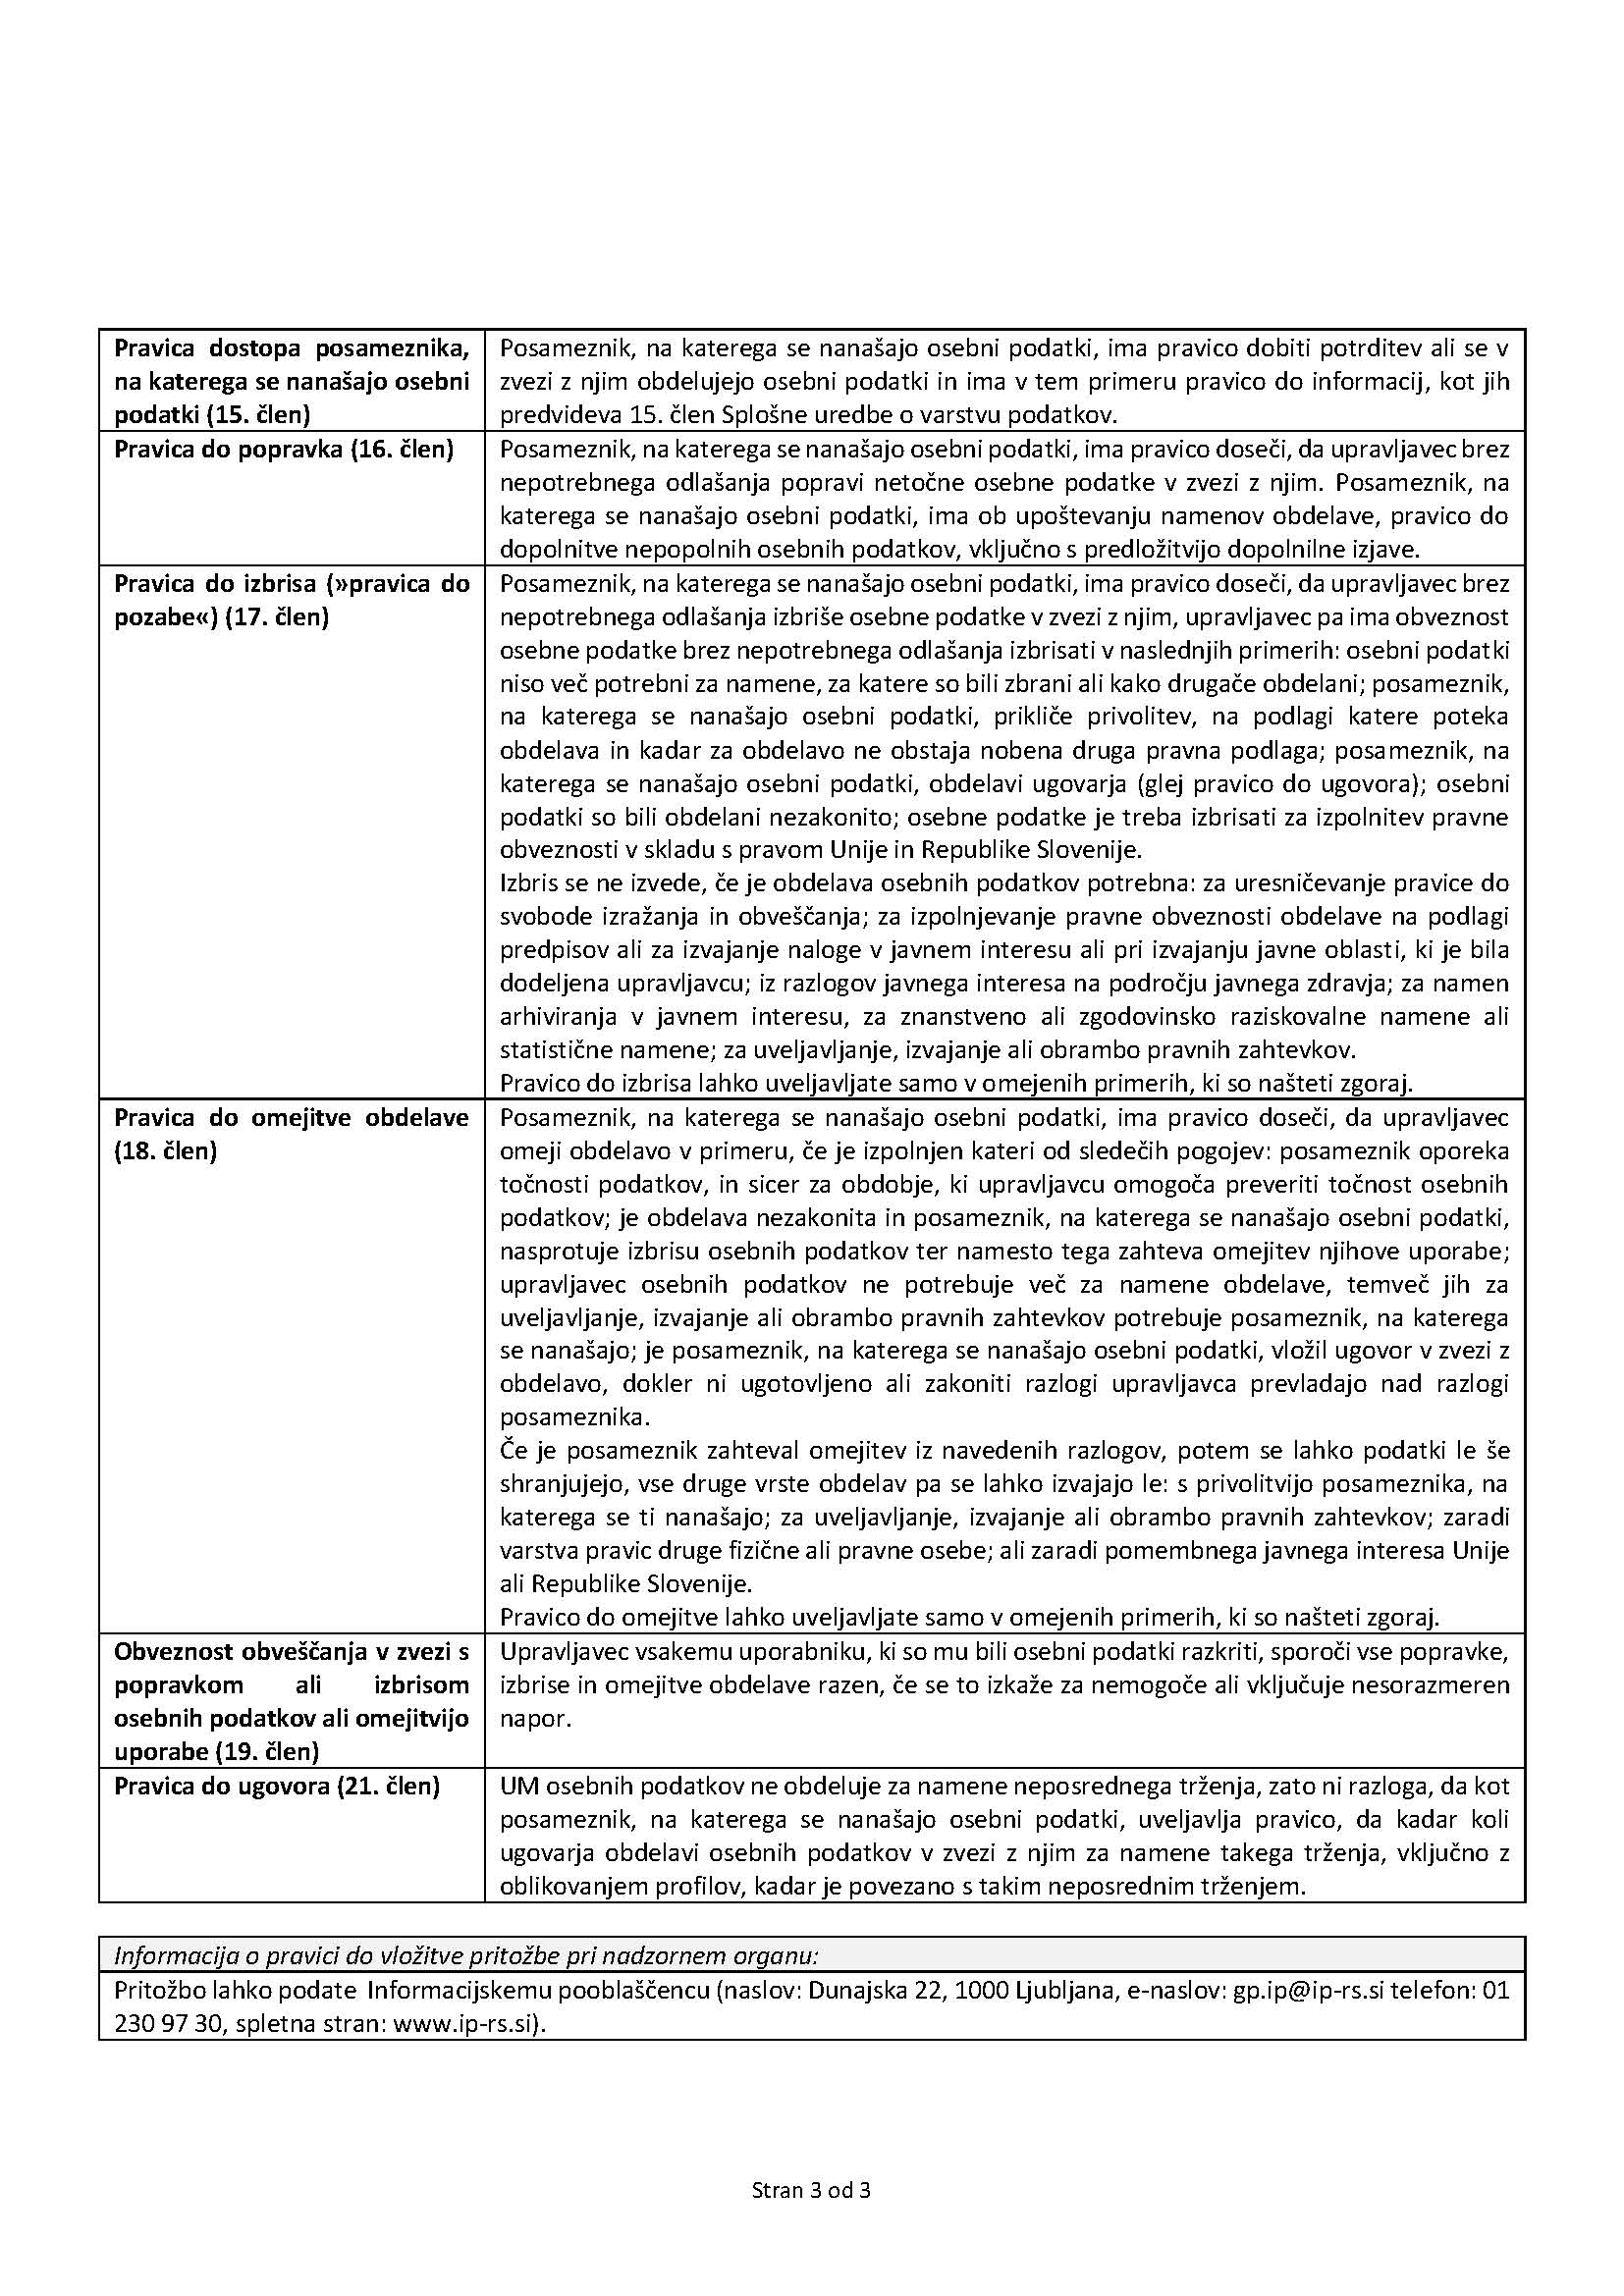 Pravica dostopa posameznika,
na katerega se nanašajo osebni
podatki (15. člen)
Posameznik, na katerega se nanašajo osebni podatki, ima pravico dobiti potrditev ali se v
zvezi z njim obdelujejo osebni podatki in ima v tem primeru pravico do informacij, kot jih
predvideva 15. člen Splošne uredbe o varstvu podatkov.
Pravica do popravka (16. člen)
Posameznik, na katerega se nanašajo osebni podatki, ima pravico doseči, da upravljavec brez
nepotrebnega odlašanja popravi netočne osebne podatke v zvezi z njim. Posameznik, na
katerega se nanašajo osebni podatki, ima ob upoštevanju namenov obdelave, pravico do
dopolnitve nepopolnih osebnih podatkov, vključno s predložitvijo dopolnilne izjave.
Pravica do izbrisa (»pravica do
pozabe«) (17. člen)
Posameznik, na katerega se nanašajo osebni podatki, ima pravico doseči, da upravljavec brez
nepotrebnega odlašanja izbriše osebne podatke v zvezi z njim, upravljavec pa ima obveznost
osebne podatke brez nepotrebnega odlašanja izbrisati v naslednjih primerih: osebni podatki
niso več potrebni za namene, za katere so bili zbrani ali kako drugače obdelani; posameznik,
na katerega se nanašajo osebni podatki, prikliče privolitev, na podlagi katere poteka
obdelava in kadar za obdelavo ne obstaja nobena druga pravna podlaga; posameznik, na
katerega se nanašajo osebni podatki, obdelavi ugovarja (glej pravico do ugovora); osebni
podatki so bili obdelani nezakonito; osebne podatke je treba izbrisati za izpolnitev pravne
obveznosti v skladu s pravom Unije in Republike Slovenije.
Izbris se ne izvede, če je obdelava osebnih podatkov potrebna: za uresničevanje pravice do
svobode izražanja in obveščanja; za izpolnjevanje pravne obveznosti obdelave na podlagi
predpisov ali za izvajanje naloge v javnem interesu ali pri izvajanju javne oblasti, ki je bila
dodeljena upravljavcu; iz razlogov javnega interesa na področju javnega zdravja; za namen
arhiviranja v javnem interesu, za znanstveno ali zgodovinsko raziskovalne namene ali
statistične namene; za uveljavljanje, izvajanje ali obrambo pravnih zahtevkov.
Pravico do izbrisa lahko uveljavljate samo v omejenih primerih, ki so našteti zgoraj.
Pravica do omejitve obdelave
(18. člen)
Posameznik, na katerega se nanašajo osebni podatki, ima pravico doseči, da upravljavec
omeji obdelavo v primeru, če je izpolnjen kateri od sledečih pogojev: posameznik oporeka
točnosti podatkov, in sicer za obdobje, ki upravljavcu omogoča preveriti točnost osebnih
podatkov; je obdelava nezakonita in posameznik, na katerega se nanašajo osebni podatki,
nasprotuje izbrisu osebnih podatkov ter namesto tega zahteva omejitev njihove uporabe;
upravljavec osebnih podatkov ne potrebuje več za namene obdelave, temveč jih za
uveljavljanje, izvajanje ali obrambo pravnih zahtevkov potrebuje posameznik, na katerega
se nanašajo; je posameznik, na katerega se nanašajo osebni podatki, vložil ugovor v zvezi z
obdelavo, dokler ni ugotovljeno ali zakoniti razlogi upravljavca prevladajo nad razlogi
posameznika.
Če je posameznik zahteval omejitev iz navedenih razlogov, potem se lahko podatki le še
shranjujejo, vse druge vrste obdelav pa se lahko izvajajo le: s privolitvijo posameznika, na
katerega se ti nanašajo; za uveljavljanje, izvajanje ali obrambo pravnih zahtevkov; zaradi
varstva pravic druge fizične ali pravne osebe; ali zaradi pomembnega javnega interesa Unije
ali Republike Slovenije.
Pravico do omejitve lahko uveljavljate samo v omejenih primerih, ki so našteti zgoraj.
Obveznost obveščanja v zvezi s
popravkom ali izbrisom
osebnih podatkov ali omejitvijo
uporabe (19. člen)
Upravljavec vsakemu uporabniku, ki so mu bili osebni podatki razkriti, sporoči vse popravke,
izbrise in omejitve obdelave razen, če se to izkaže za nemogoče ali vključuje nesorazmeren
napor.
Pravica do ugovora (21. člen)
UM osebnih podatkov ne obdeluje za namene neposrednega trženja, zato ni razloga, da kot
posameznik, na katerega se nanašajo osebni podatki, uveljavlja pravico, da kadar koli
ugovarja obdelavi osebnih podatkov v zvezi z njim za namene takega trženja, vključno z
oblikovanjem profilov, kadar je povezano s takim neposrednim trženjem.
Informacija o pravici do vložitve pritožbe pri nadzornem organu:
Pritožbo lahko podate Informacijskemu pooblaščencu (naslov: Dunajska 22, 1000 Ljubljana, e-naslov: gp.ip@ip-rs.si telefon: 01
230 97 30, spletna stran: www.ip-rs.si).
Stran 3 od 3